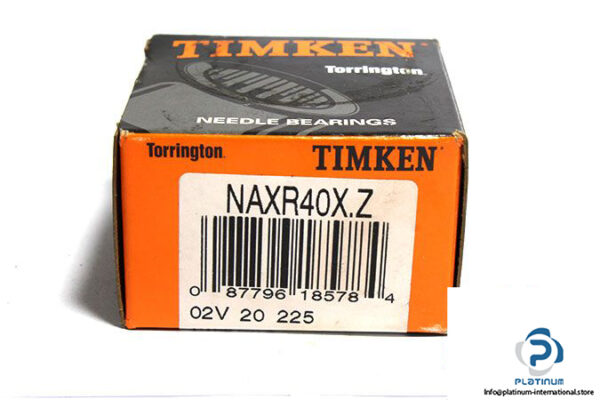 TIMKEN
Torrington
NEEDLE BEARINGS
Torrington TIMKEN
NAXR40X.Z
0 87796 18578 4
02V 20 225
PLATINUM
Info@platinum-international.store